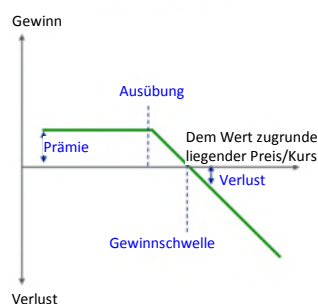 Gewinn
Ausübung
Dem Wert zugrunde
liegender Preis/Kurs
Prämie
Verlust
Gewinnschwelle
Verlust